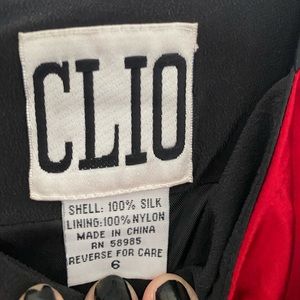 CLIO
SHELL: 100% SILK
LINING:100% NYLON
MADE IN CHINA
RN 58985
REVERSE FOR CARE
6